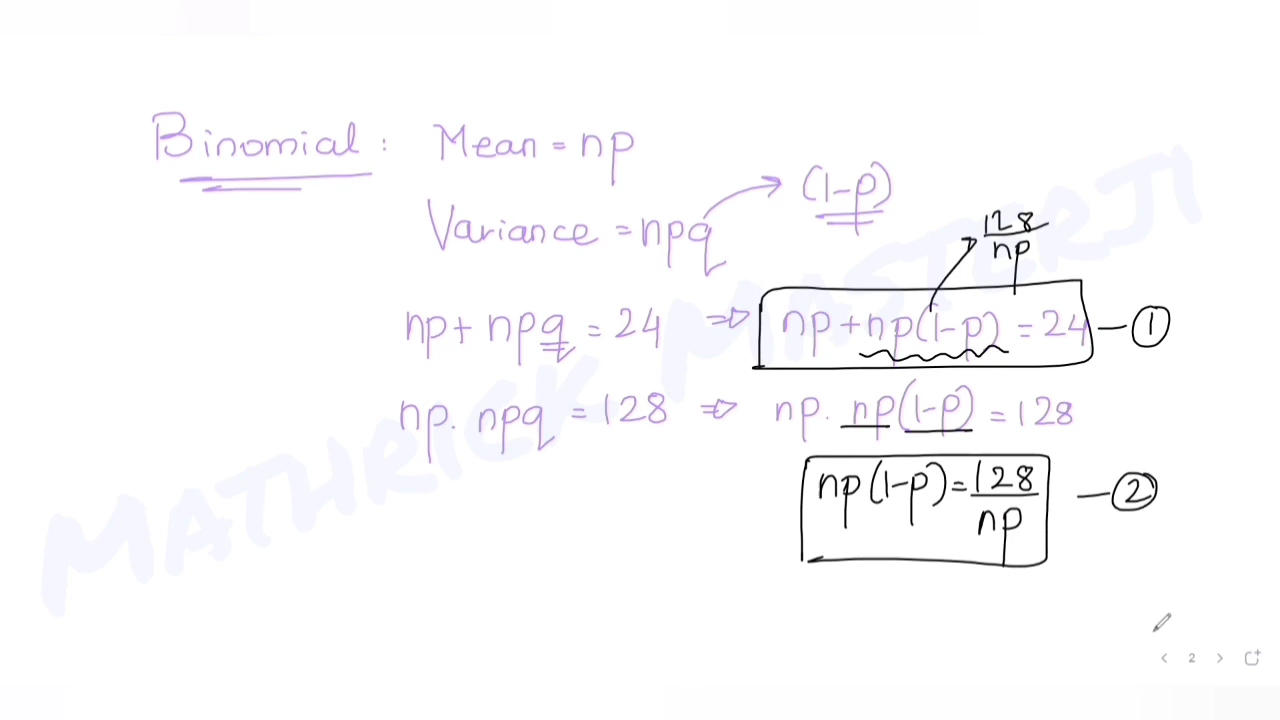 Binomial: Mean = np
Variance = npq → (1-p)
128/np
np + npq = 24 ⇒ np + np(1-p) = 24 — ①
np. npq = 128 ⇒ np. np(1-p) = 128
np(1-p) = 128/np — ②
MATHRICK MASTERJI
< 2 >